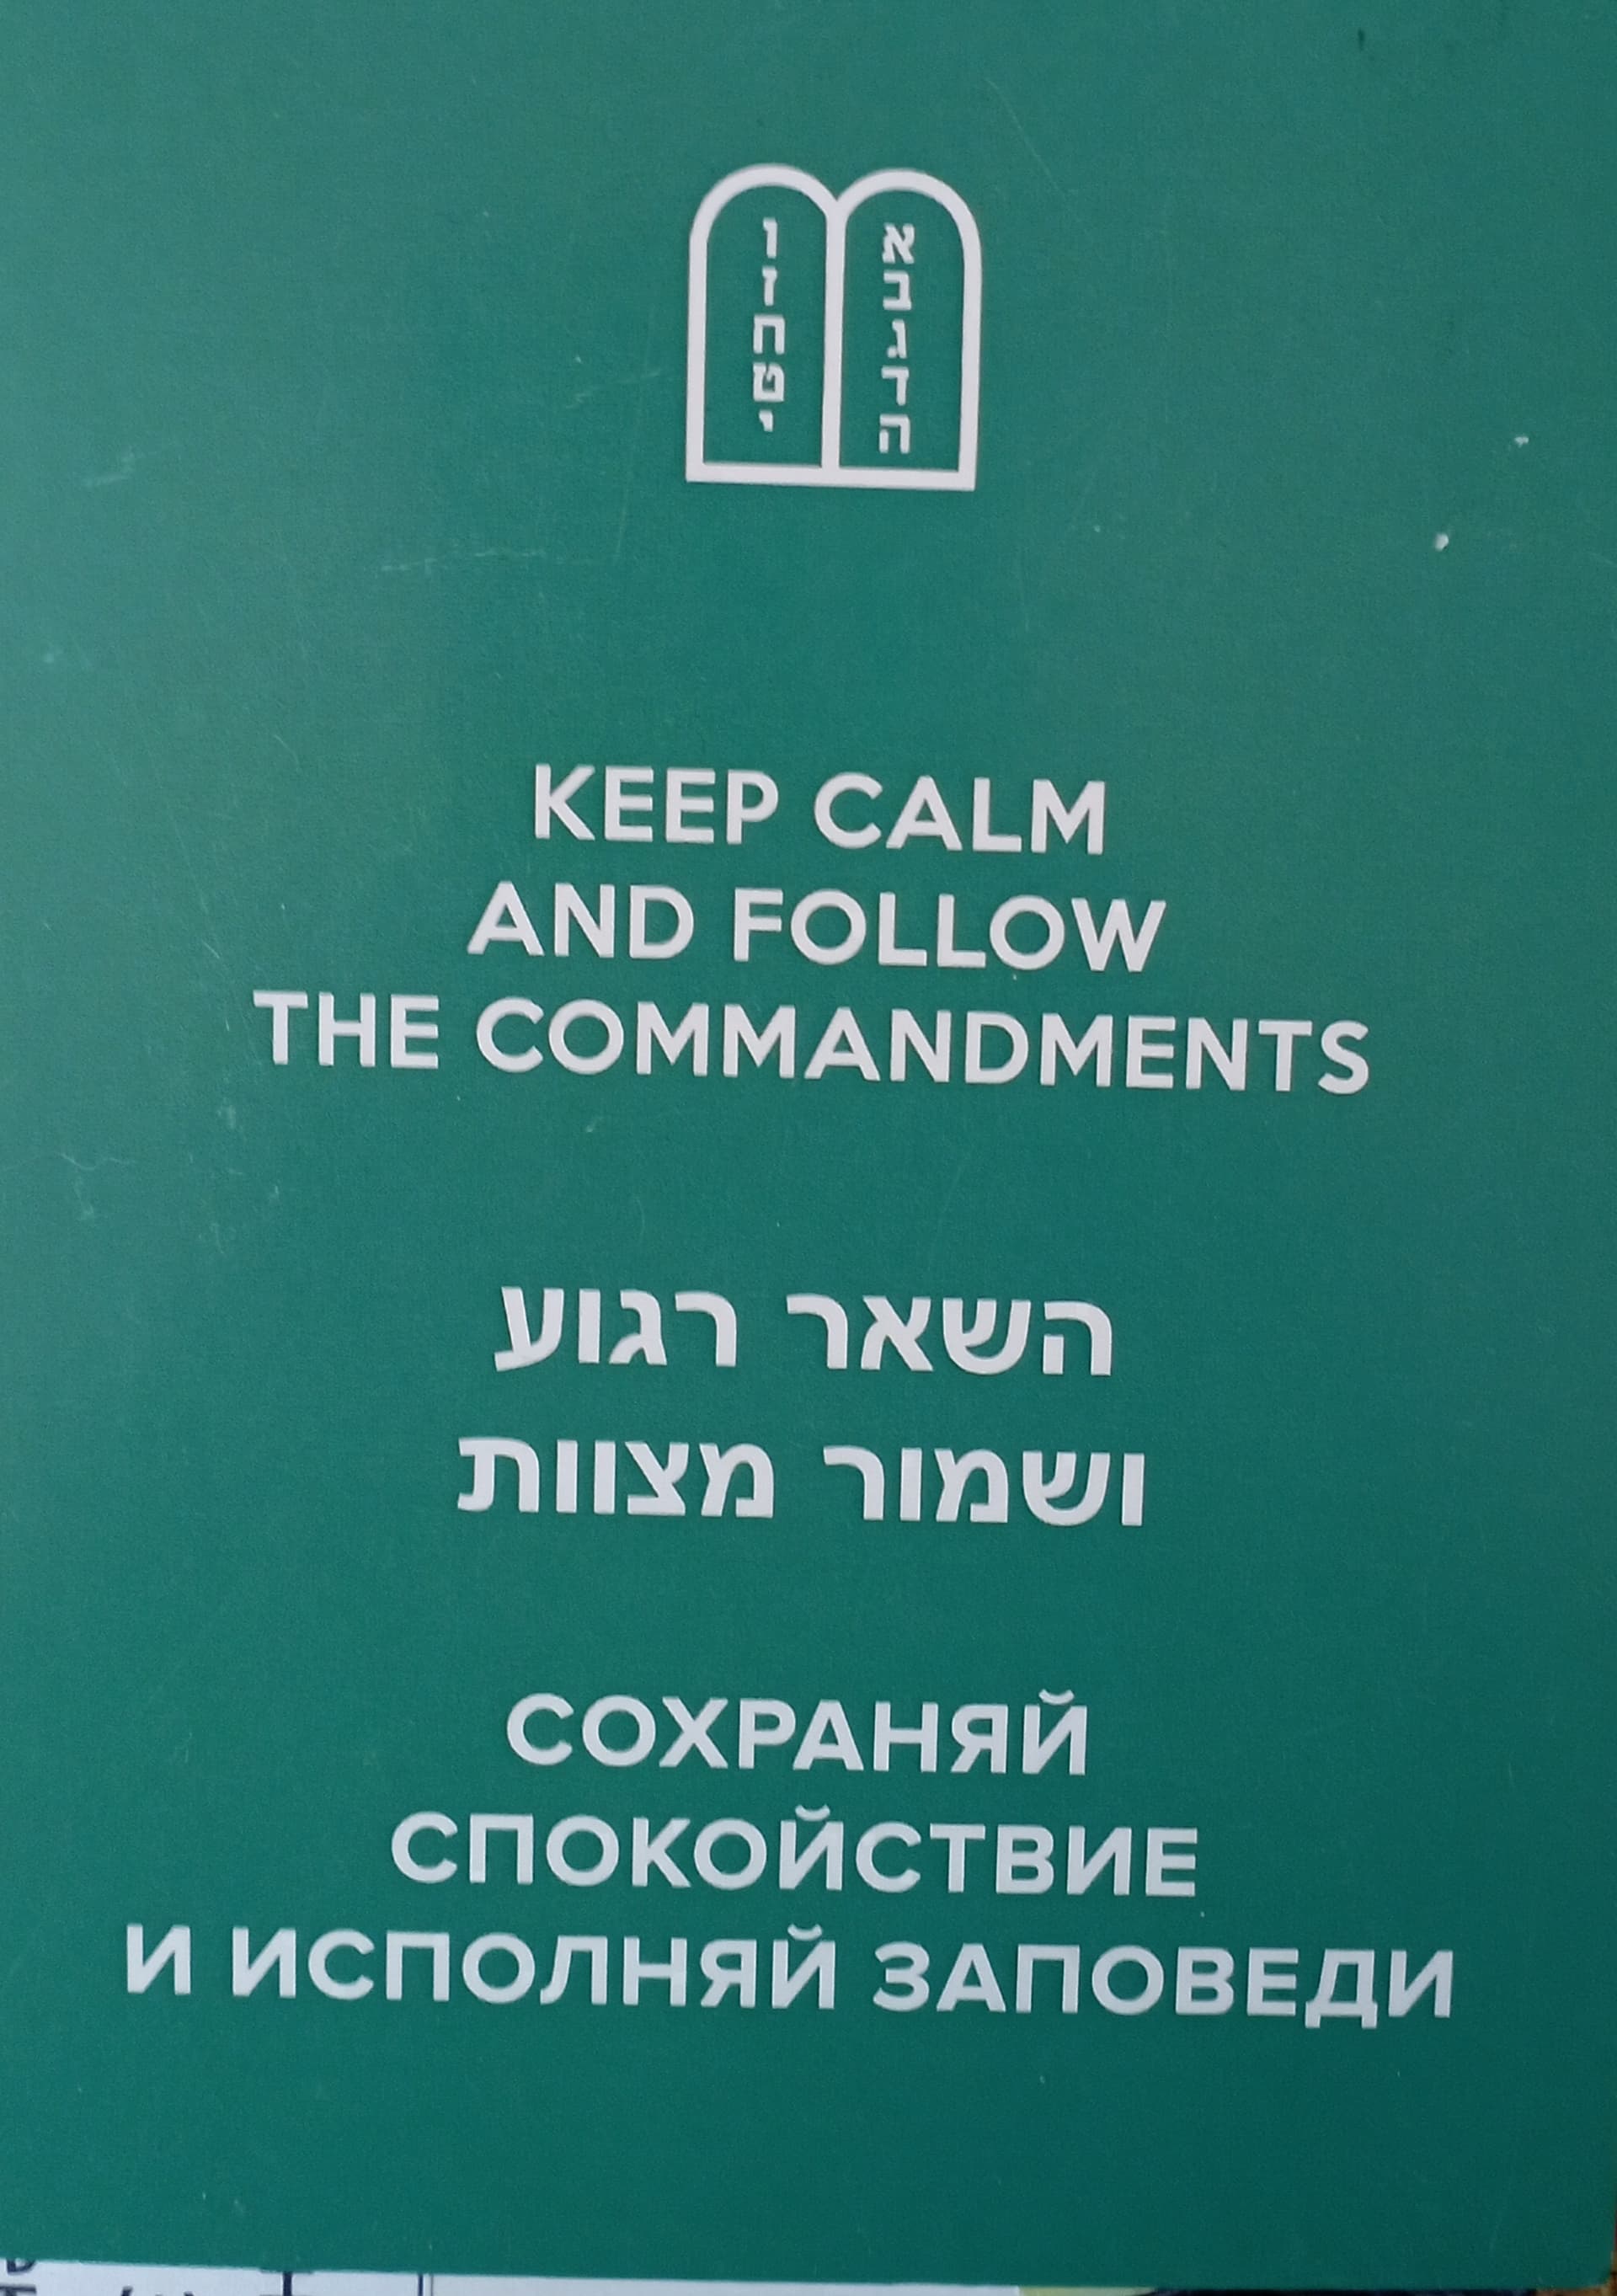 א ו
ב ז
ג ח
ד ט
ה י
KEEP CALM
AND FOLLOW
THE COMMANDMENTS
השאר רגוע
ושמור מצוות
СОХРАНЯЙ
СПОКОЙСТВИЕ
И ИСПОЛНЯЙ ЗАПОВЕДИ